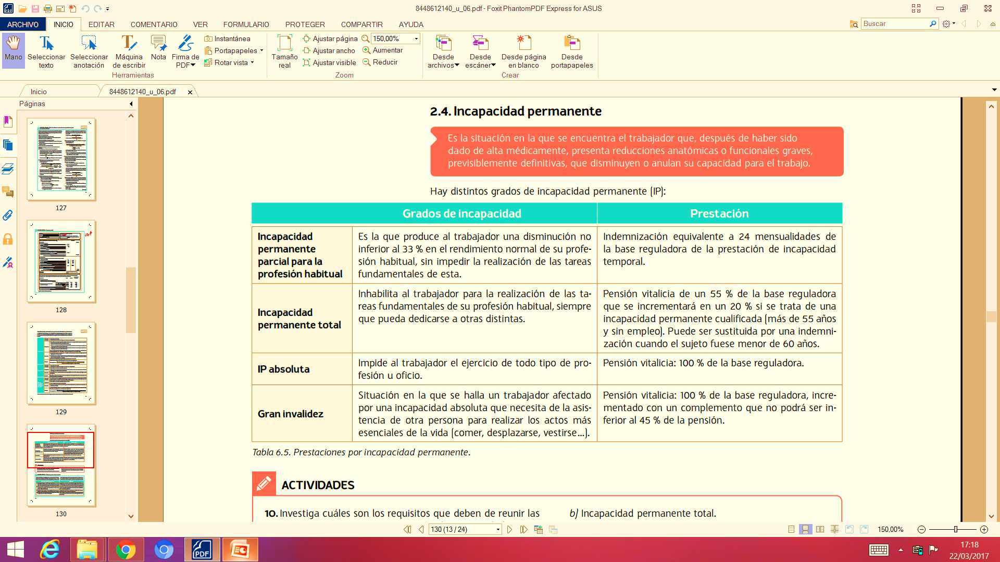 8448612140_u_06.pdf - Foxit PhantomPDF Express for ASUS
ARCHIVO INICIO EDITAR COMENTARIO VER FORMULARIO PROTEGER COMPARTIR AYUDA
Buscar
Mano
Seleccionar texto
Seleccionar anotación
Máquina de escribir
Nota
Firma de PDF
Instantánea
Portapapeles
Rotar vista
Herramientas
Tamaño real
Ajustar página
Ajustar ancho
Ajustar visible
150,00%
Aumentar
Reducir
Zoom
Desde archivos
Desde escáner
Desde página en blanco
Desde portapapeles
Crear
Inicio
8448612140_u_06.pdf
Páginas
127
128
129
130
2.4. Incapacidad permanente
Es la situación en la que se encuentra el trabajador que, después de haber sido
dado de alta médicamente, presenta reducciones anatómicas o funcionales graves,
previsiblemente definitivas, que disminuyen o anulan su capacidad para el trabajo.
Hay distintos grados de incapacidad permanente (IP):
Grados de incapacidad
Prestación
Incapacidad
permanente
parcial para la
profesión habitual
Es la que produce al trabajador una disminución no
inferior al 33 % en el rendimiento normal de su profe-
sión habitual, sin impedir la realización de las tareas
fundamentales de esta.
Indemnización equivalente a 24 mensualidades de
la base reguladora de la prestación de incapacidad
temporal.
Incapacidad
permanente total
Inhabilita al trabajador para la realización de las ta-
reas fundamentales de su profesión habitual, siempre
que pueda dedicarse a otras distintas.
Pensión vitalicia de un 55 % de la base reguladora
que se incrementará en un 20 % si se trata de una
incapacidad permanente cualificada (más de 55 años
y sin empleo). Puede ser sustituida por una indemni-
zación cuando el sujeto fuese menor de 60 años.
IP absoluta
Impide al trabajador el ejercicio de todo tipo de pro-
fesión u oficio.
Pensión vitalicia: 100 % de la base reguladora.
Gran invalidez
Situación en la que se halla un trabajador afectado
por una incapacidad absoluta que necesita de la asis-
tencia de otra persona para realizar los actos más
esenciales de la vida (comer, desplazarse, vestirse...).
Pensión vitalicia: 100 % de la base reguladora, incre-
mentado con un complemento que no podrá ser in-
ferior al 45 % de la pensión.
Tabla 6.5. Prestaciones por incapacidad permanente.
ACTIVIDADES
10. Investiga cuáles son los requisitos que deben de reunir las
b) Incapacidad permanente total.
130 (13 / 24)
150,00%
17:18
22/03/2017